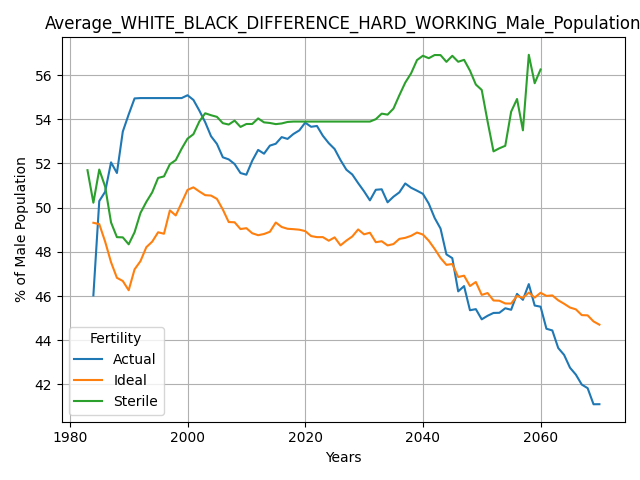 Average_WHITE_BLACK_DIFFERENCE_HARD_WORKING_Male_Population
% of Male Population
56
54
52
50
48
46
44
42
Fertility
Actual
Ideal
Sterile
1980
2000
2020
2040
2060
Years